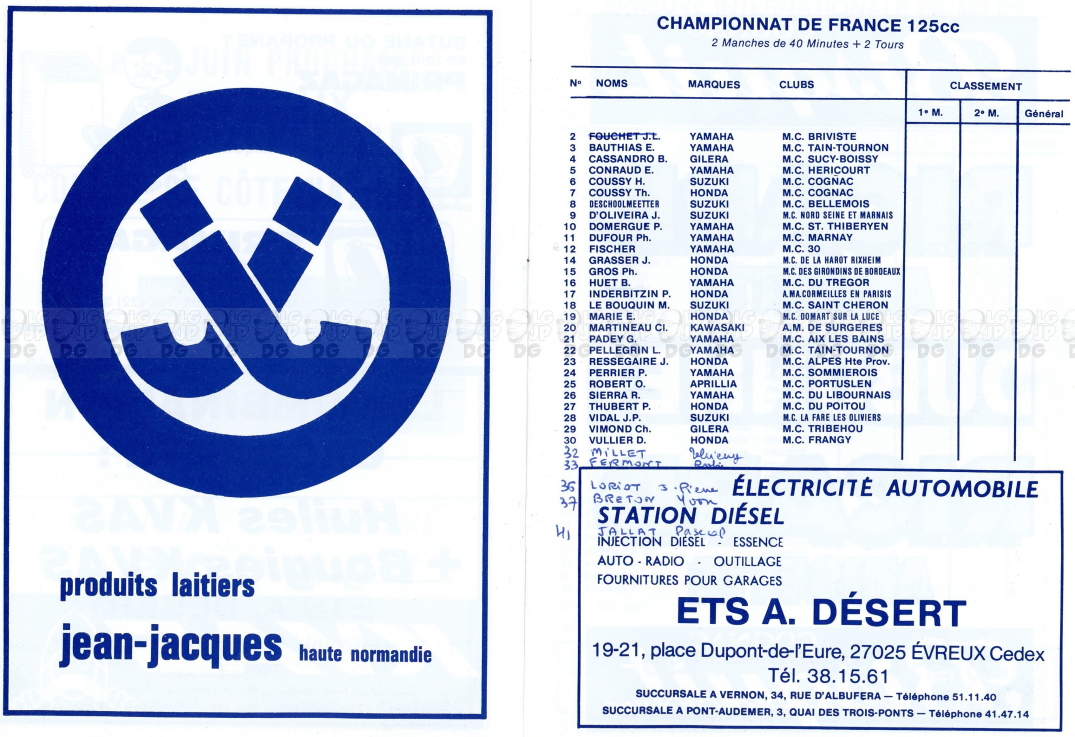 produits laitiers
jean-jacques haute normandie
CHAMPIONNAT DE FRANCE 125cc
2 Manches de 40 Minutes + 2 Tours
Nº NOMS MARQUES CLUBS CLASSEMENT
1e M. 2e M. Général
2 FOUCHET J.L. YAMAHA M.C. BRIVISTE
3 BAUTHIAS E. YAMAHA M.C. TAIN-TOURNON
4 CASSANDRO B. GILERA M.C. SUCY-BOISSY
5 CONRAUD E. YAMAHA M.C. HERICOURT
6 COUSSY H. SUZUKI M.C. COGNAC
7 COUSSY Th. HONDA M.C. COGNAC
8 DESCHOOLMEETTER SUZUKI M.C. BELLEMOIS
9 D'OLIVEIRA J. SUZUKI M.C. NORD SEINE ET MARNAIS
10 DOMERGUE P. YAMAHA M.C. ST. THIBERYEN
11 DUFOUR Ph. YAMAHA M.C. MARNAY
12 FISCHER YAMAHA M.C. 30
14 GRASSER J. HONDA M.C. DE LA HAROT RIXHEIM
15 GROS Ph. HONDA M.C. DES GIRONDINS DE BORDEAUX
16 HUET B. YAMAHA M.C. DU TREGOR
17 INDERBITZIN P. HONDA A.MA.CORMEILLES EN PARISIS
18 LE BOUQUIN M. SUZUKI M.C. SAINT CHERON
19 MARIE E. HONDA M.C. DOMART SUR LA LUCE
20 MARTINEAU Cl. KAWASAKI A.M. DE SURGERES
21 PADEY G. YAMAHA M.C. AIX LES BAINS
22 PELLEGRIN L. YAMAHA M.C. TAIN-TOURNON
23 RESSEGAIRE J. HONDA M.C. ALPES Hte Prov.
24 PERRIER P. YAMAHA M.C. SOMMIEROIS
25 ROBERT O. APRILLIA M.C. PORTUSLEN
26 SIERRA R. YAMAHA M.C. DU LIBOURNAIS
27 THUBERT P. HONDA M.C. DU POITOU
28 VIDAL J.P. SUZUKI M.C. LA FARE LES OLIVIERS
29 VIMOND Ch. GILERA M.C. TRIBEHOU
30 VULLIER D. HONDA M.C. FRANGY
32 MILLET Thierry
33 FERMONT
36 LORIOT J-Pierre
37 BRETON Yvon
41 JALLAT Pascal
ÉLECTRICITÉ AUTOMOBILE
STATION DIÉSEL
INJECTION DIESEL - ESSENCE
AUTO - RADIO - OUTILLAGE
FOURNITURES POUR GARAGES
ETS A. DÉSERT
19-21, place Dupont-de-l'Eure, 27025 ÉVREUX Cedex
Tél. 38.15.61
SUCCURSALE A VERNON, 34, RUE D'ALBUFERA — Téléphone 51.11.40
SUCCURSALE A PONT-AUDEMER, 3, QUAI DES TROIS-PONTS — Téléphone 41.47.14